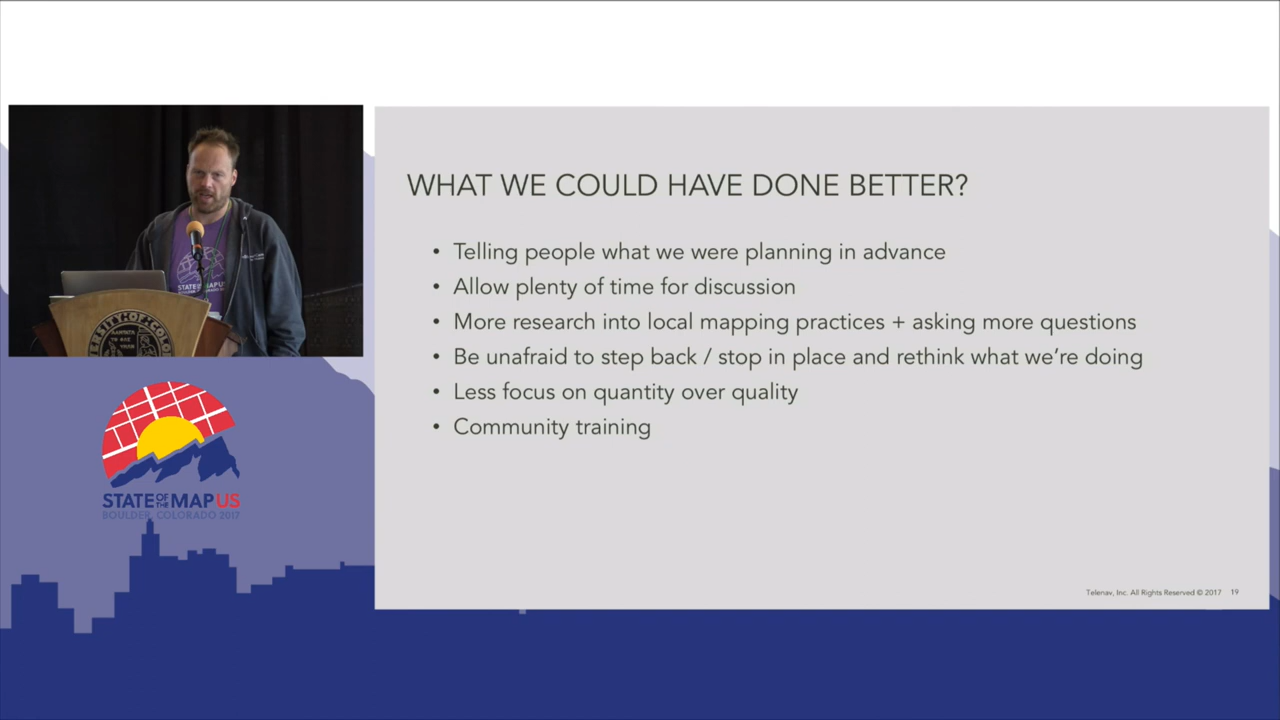 WHAT WE COULD HAVE DONE BETTER?
• Telling people what we were planning in advance
• Allow plenty of time for discussion
• More research into local mapping practices + asking more questions
• Be unafraid to step back / stop in place and rethink what we're doing
• Less focus on quantity over quality
• Community training
Telenav, Inc. All Rights Reserved © 2017 19
STATE OF THE MAP US
BOULDER, COLORADO 2017